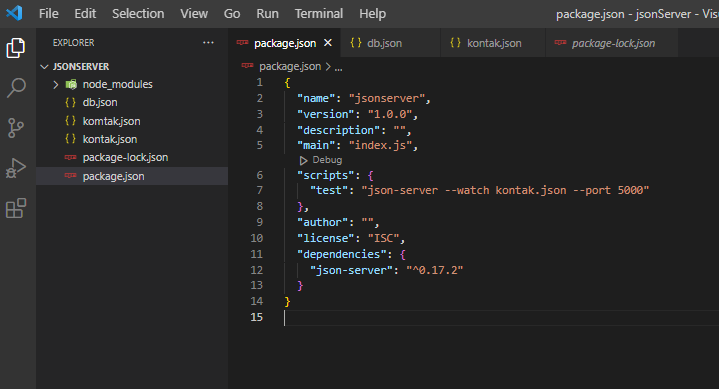 File Edit Selection View Go Run Terminal Help package.json - jsonServer - Vis
EXPLORER ···
JSONSERVER
node_modules
{ } db.json
{ } komtak.json
{ } kontak.json
package-lock.json
package.json
package.json × { } db.json { } kontak.json package-lock.json
package.json > ...
1 {
2 "name": "jsonserver",
3 "version": "1.0.0",
4 "description": "",
5 "main": "index.js",
Debug
6 "scripts": {
7 "test": "json-server --watch kontak.json --port 5000"
8 },
9 "author": "",
10 "license": "ISC",
11 "dependencies": {
12 "json-server": "^0.17.2"
13 }
14 }
15